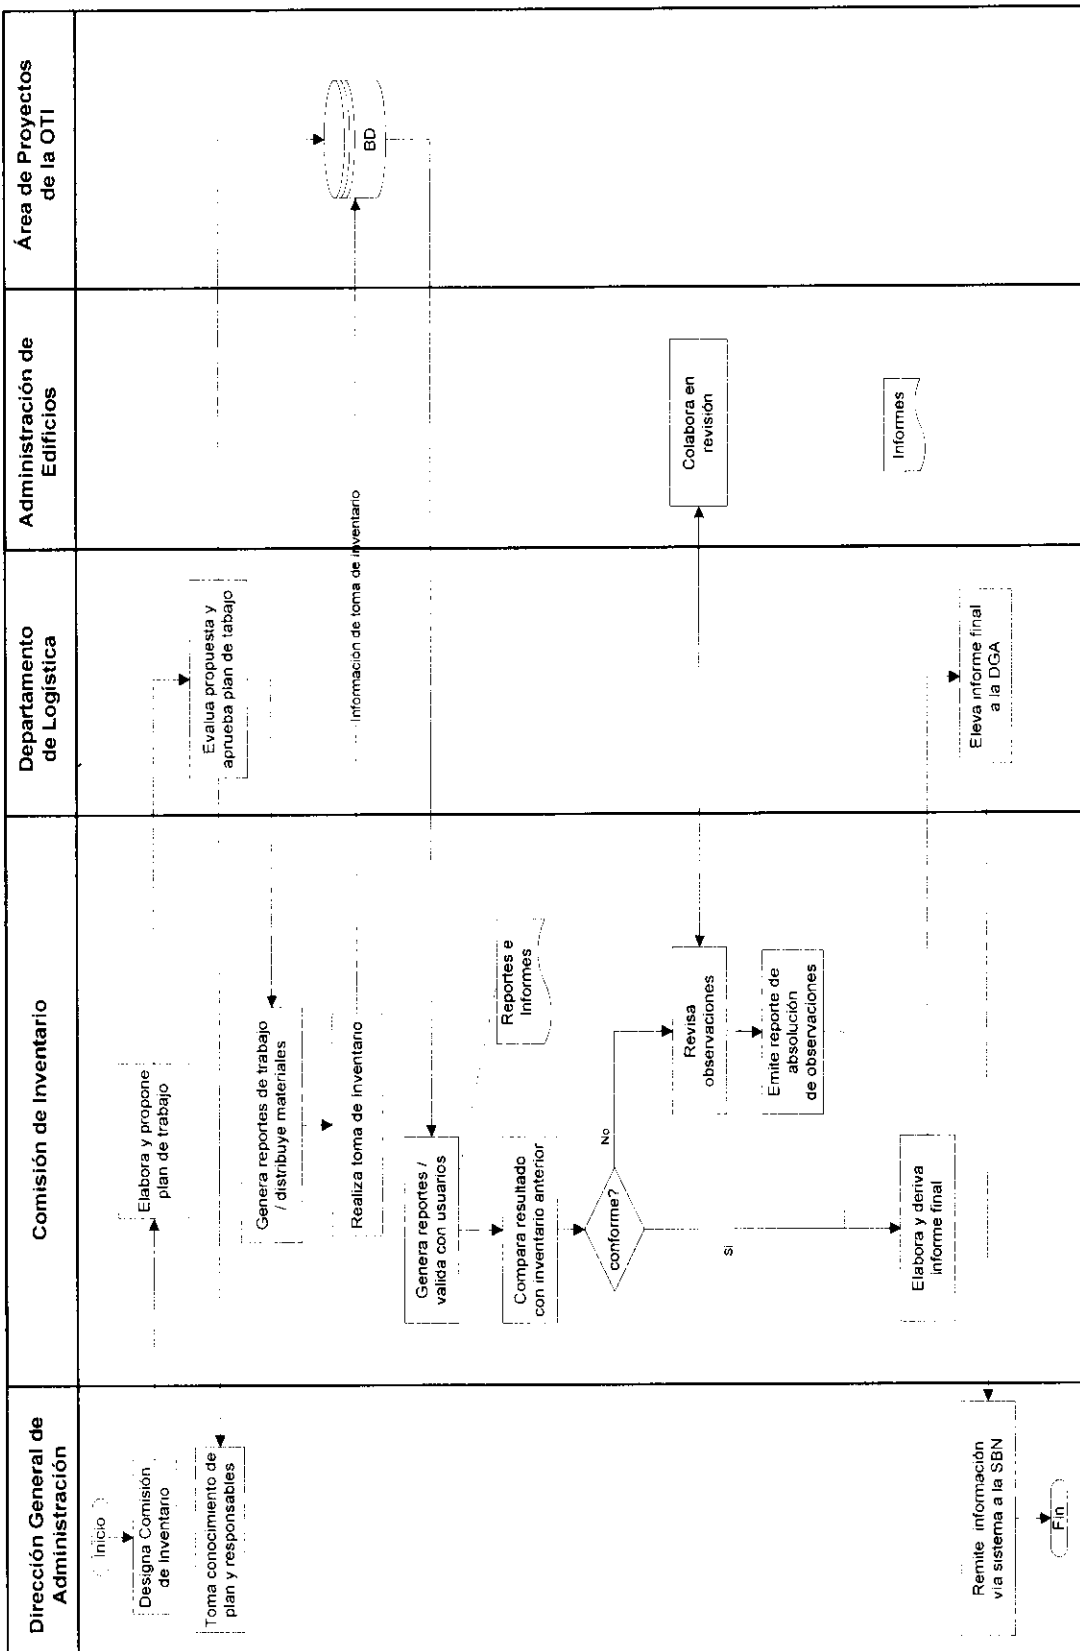 Dirección General de
Administración
Comisión de Inventario
Departamento
de Logística
Administración de
Edificios
Área de Proyectos
de la OTI
Inicio
Designa Comisión
de Inventario
Elabora y propone
plan de trabajo
Evalua propuesta y
aprueba plan de tabajo
Toma conocimiento de
plan y responsables
Genera reportes de trabajo
/ distribuye materiales
Realiza toma de inventario
Información de toma de inventario
BD
Genera reportes /
valida con usuarios
Reportes e
Informes
Compara resultado
con inventario anterior
conforme?
No
Si
Revisa
observaciones
Colabora en
revisión
Emite reporte de
absolución
de observaciones
Elabora y deriva
informe final
Informes
Eleva informe final
a la DGA
Remite información
vía sistema a la SBN
Fin